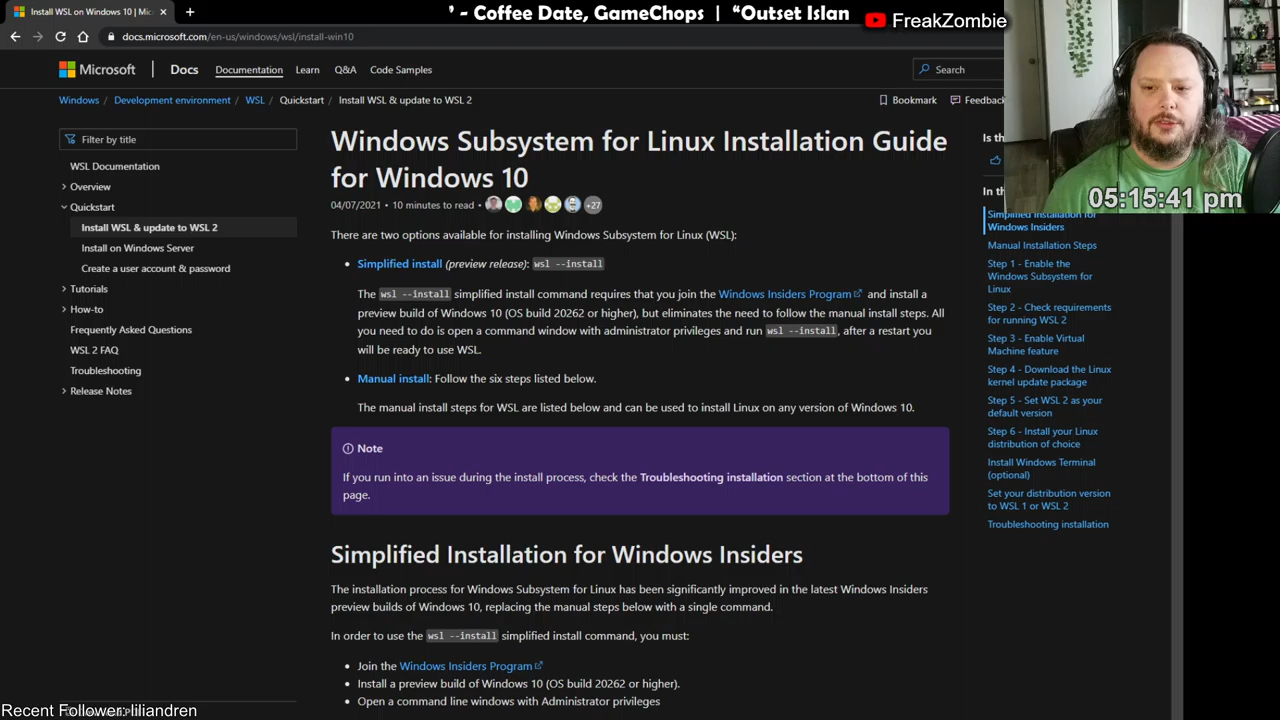 Install WSL on Windows 10 | Mic
' - Coffee Date, GameChops | “Outset Islan
FreakZombie
docs.microsoft.com/en-us/windows/wsl/install-win10
Microsoft
Docs
Documentation
Learn
Q&A
Code Samples
Search
Windows
Development environment
WSL
Quickstart
Install WSL & update to WSL 2
Bookmark
Feedback
Filter by title
WSL Documentation
Overview
Quickstart
Install WSL & update to WSL 2
Install on Windows Server
Create a user account & password
Tutorials
How-to
Frequently Asked Questions
WSL 2 FAQ
Troubleshooting
Release Notes
Windows Subsystem for Linux Installation Guide
for Windows 10
04/07/2021 • 10 minutes to read •
+27
There are two options available for installing Windows Subsystem for Linux (WSL):
• Simplified install (preview release): wsl --install
The wsl --install simplified install command requires that you join the Windows Insiders Program and install a
preview build of Windows 10 (OS build 20262 or higher), but eliminates the need to follow the manual install steps. All
you need to do is open a command window with administrator privileges and run wsl --install, after a restart you
will be ready to use WSL.
• Manual install: Follow the six steps listed below.
The manual install steps for WSL are listed below and can be used to install Linux on any version of Windows 10.
Note
If you run into an issue during the install process, check the Troubleshooting installation section at the bottom of this
page.
Simplified Installation for Windows Insiders
The installation process for Windows Subsystem for Linux has been significantly improved in the latest Windows Insiders
preview builds of Windows 10, replacing the manual steps below with a single command.
In order to use the wsl --install simplified install command, you must:
• Join the Windows Insiders Program
• Install a preview build of Windows 10 (OS build 20262 or higher).
• Open a command line windows with Administrator privileges
Is th
In th
05:15:41 pm
Simplified Installation for
Windows Insiders
Manual Installation Steps
Step 1 - Enable the
Windows Subsystem for
Linux
Step 2 - Check requirements
for running WSL 2
Step 3 - Enable Virtual
Machine feature
Step 4 - Download the Linux
kernel update package
Step 5 - Set WSL 2 as your
default version
Step 6 - Install your Linux
distribution of choice
Install Windows Terminal
(optional)
Set your distribution version
to WSL 1 or WSL 2
Troubleshooting installation
Recent Follower: liliandren